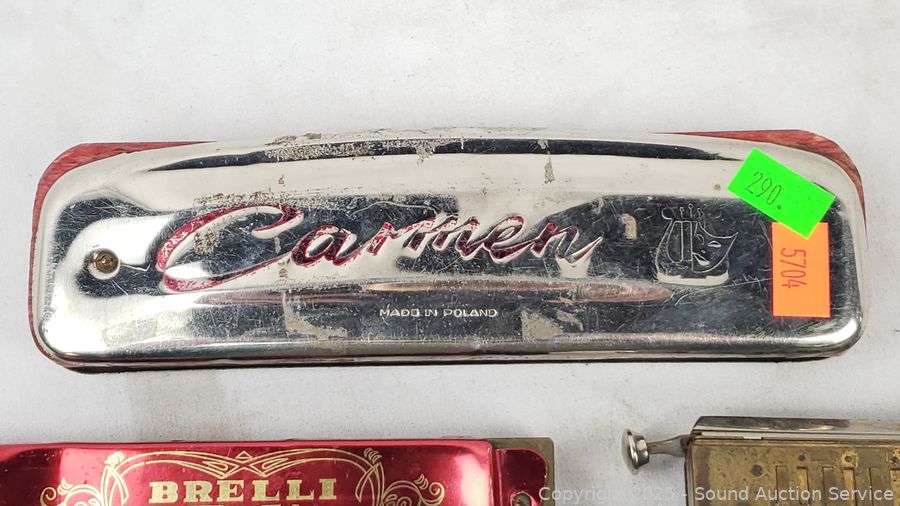 Carmen
MADE IN POLAND
290.
5704
BRELLI
Copyright 2025 - Sound Auction Service